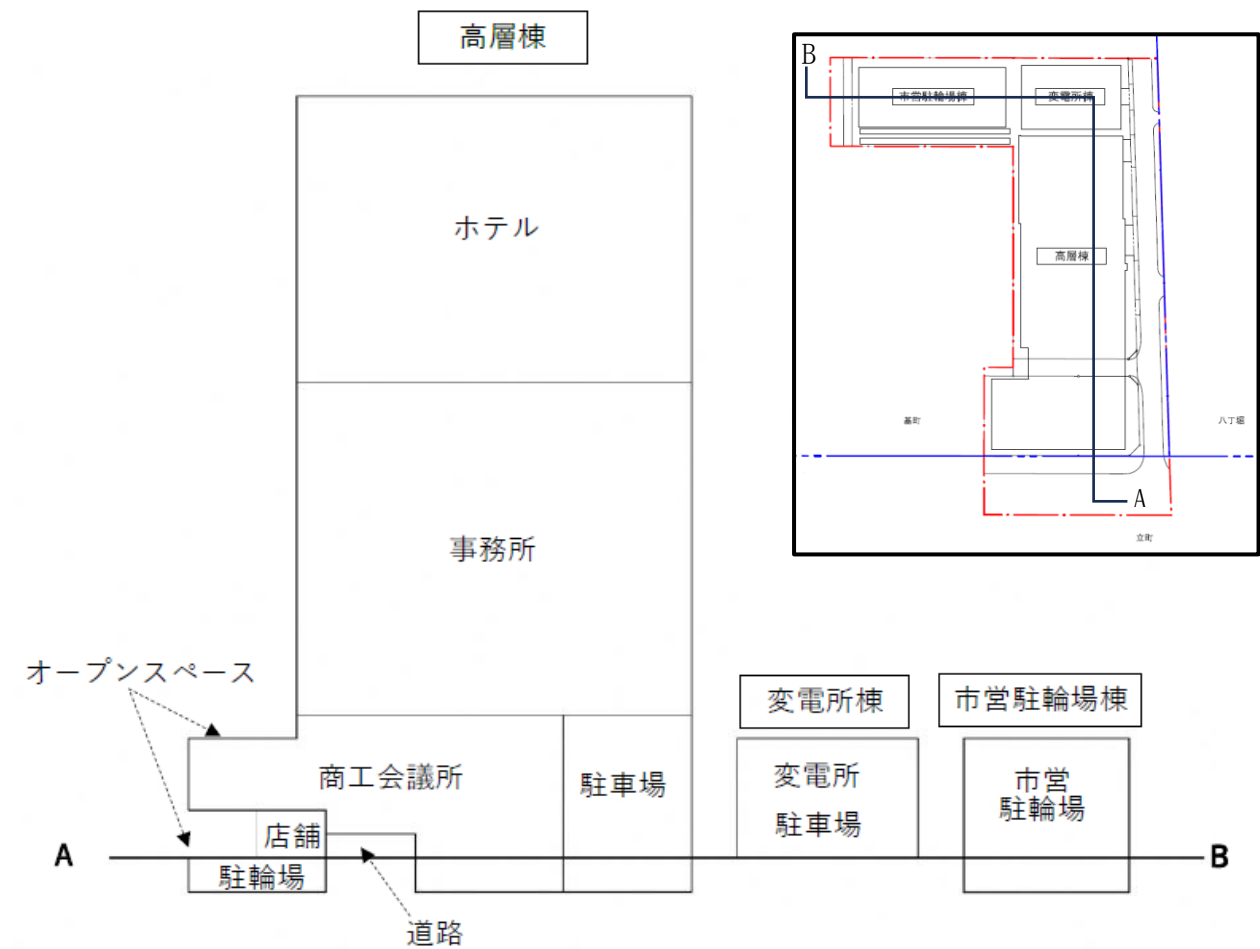 高層棟
B
市営駐輪場棟
変電所棟
高層棟
基町
八丁堀
A
立町
ホテル
事務所
オープンスペース
変電所棟
市営駐輪場棟
商工会議所
駐車場
変電所
駐車場
市営
駐輪場
店舗
A
B
駐輪場
道路